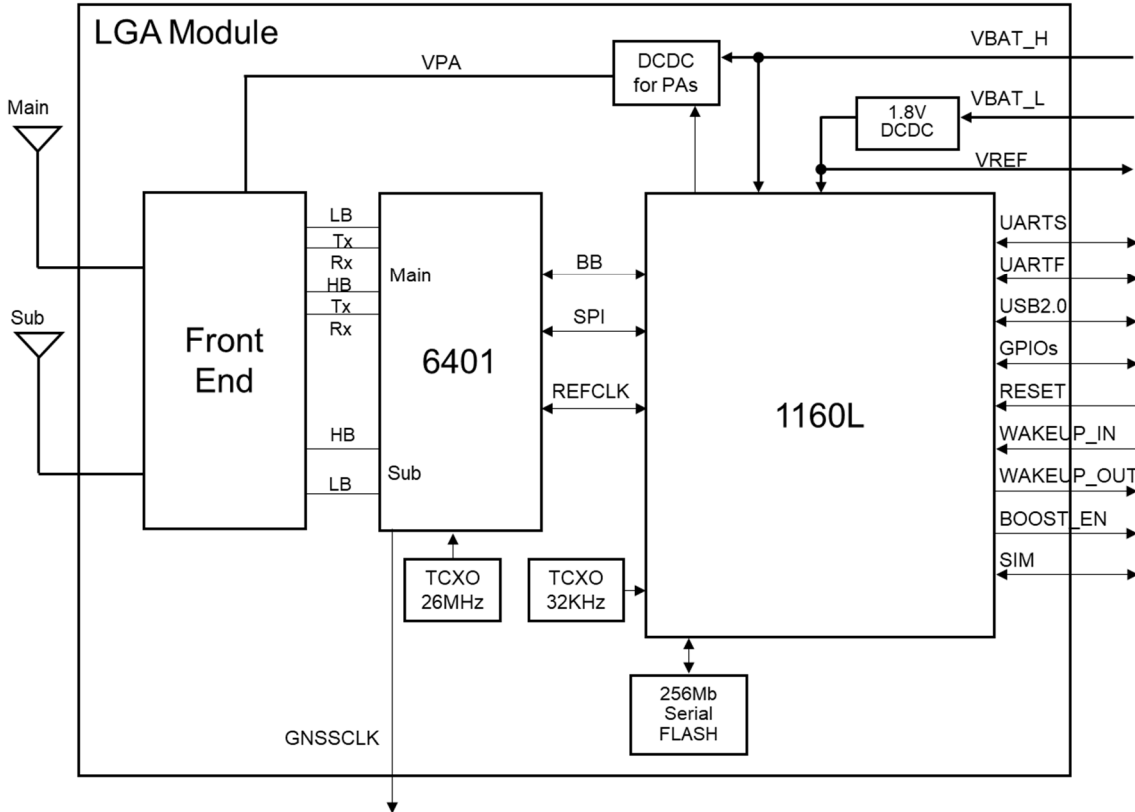 LGA Module
VBAT_H
VPA
DCDC
for PAs
VBAT_L
1.8V
DCDC
Main
VREF
LB
UARTS
Tx
Rx
BB
UARTF
Main
HB
USB2.0
Tx
Sub
SPI
Rx
Front
End
6401
GPIOs
REFCLK
RESET
1160L
HB
WAKEUP_IN
Sub
WAKEUP_OUT
LB
BOOST_EN
SIM
TCXO
26MHz
TCXO
32KHz
256Mb
Serial
FLASH
GNSSCLK